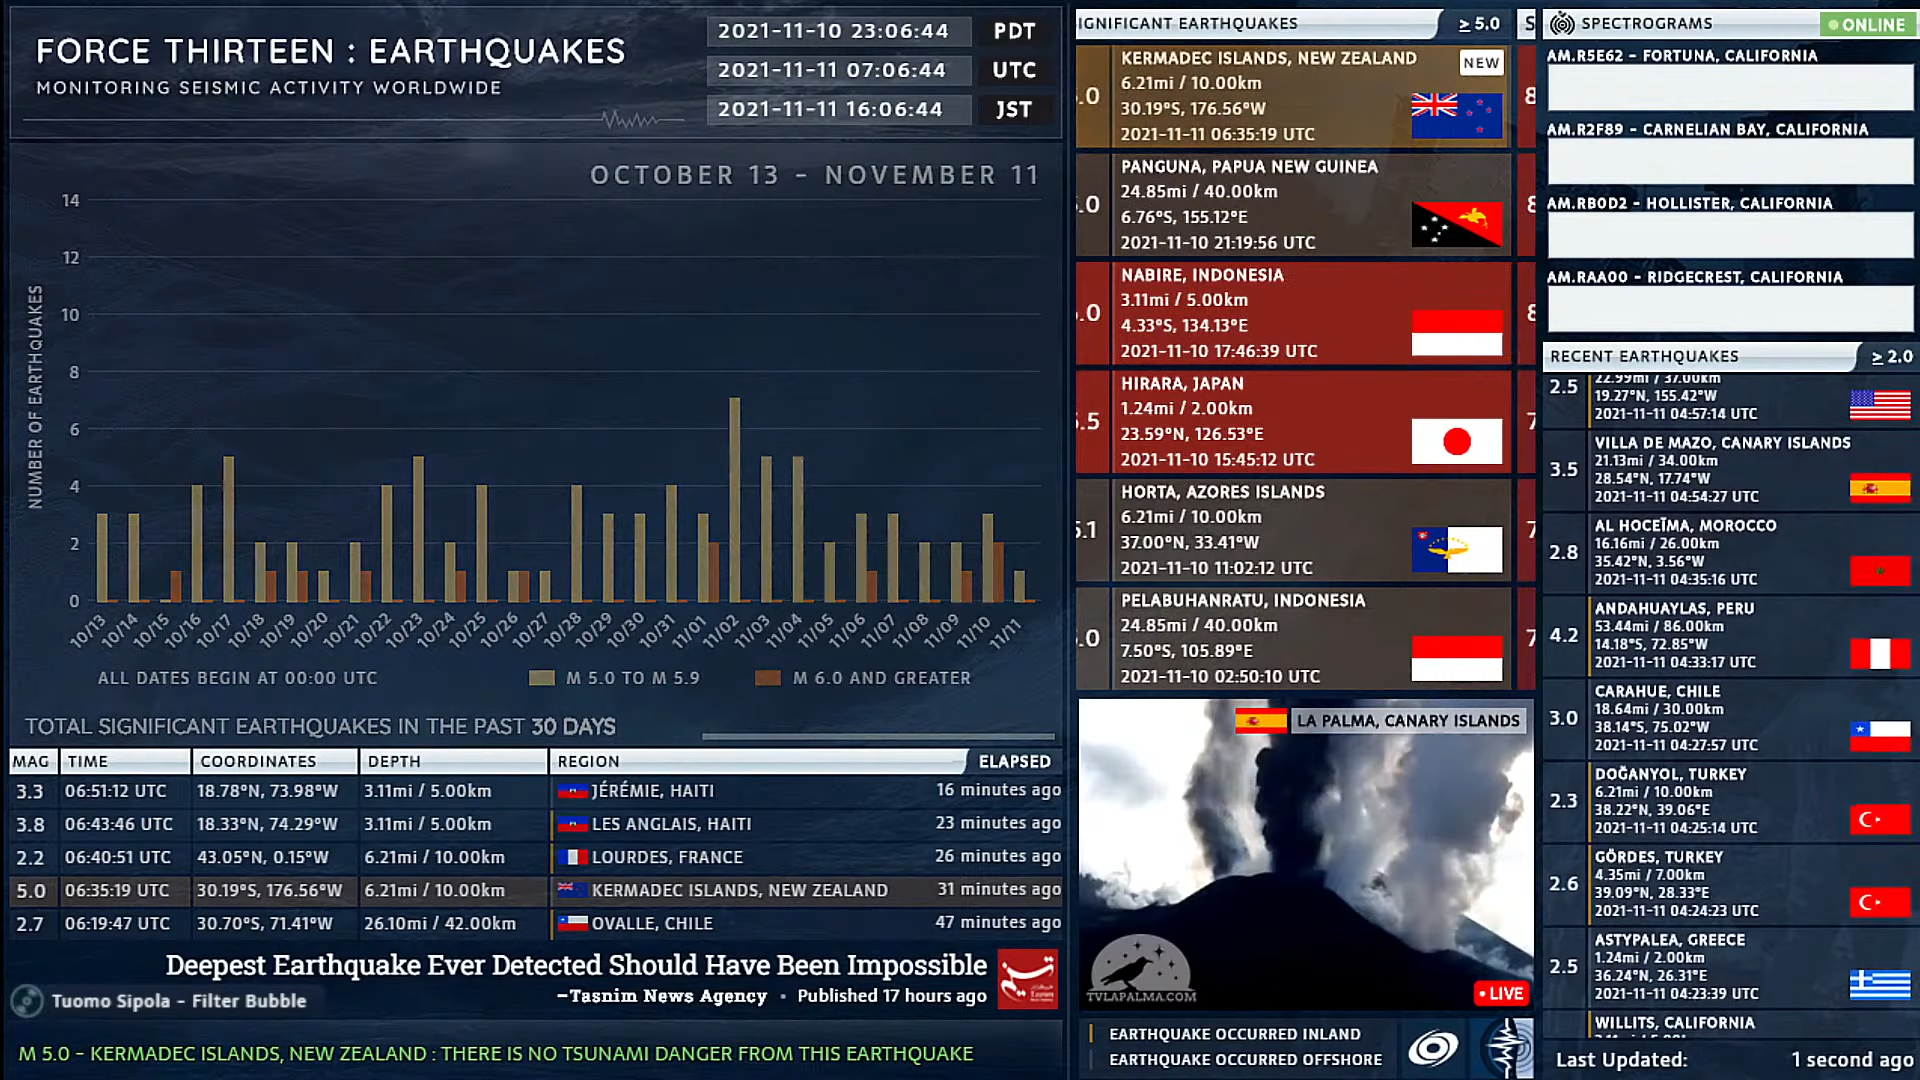 FORCE THIRTEEN : EARTHQUAKES
MONITORING SEISMIC ACTIVITY WORLDWIDE
2021-11-10 23:06:44 PDT
2021-11-11 07:06:44 UTC
2021-11-11 16:06:44 JST
OCTOBER 13 - NOVEMBER 11
NUMBER OF EARTHQUAKES
14
12
10
8
6
4
2
0
10/13 10/14 10/15 10/16 10/17 10/18 10/19 10/20 10/21 10/22 10/23 10/24 10/25 10/26 10/27 10/28 10/29 10/30 10/31 11/01 11/02 11/03 11/04 11/05 11/06 11/07 11/08 11/09 11/10 11/11
ALL DATES BEGIN AT 00:00 UTC M 5.0 TO M 5.9 M 6.0 AND GREATER
TOTAL SIGNIFICANT EARTHQUAKES IN THE PAST 30 DAYS
MAG TIME COORDINATES DEPTH REGION ELAPSED
3.3 06:51:12 UTC 18.78°N, 73.98°W 3.11mi / 5.00km JÉRÉMIE, HAITI 16 minutes ago
3.8 06:43:46 UTC 18.33°N, 74.29°W 3.11mi / 5.00km LES ANGLAIS, HAITI 23 minutes ago
2.2 06:40:51 UTC 43.05°N, 0.15°W 6.21mi / 10.00km LOURDES, FRANCE 26 minutes ago
5.0 06:35:19 UTC 30.19°S, 176.56°W 6.21mi / 10.00km KERMADEC ISLANDS, NEW ZEALAND 31 minutes ago
2.7 06:19:47 UTC 30.70°S, 71.41°W 26.10mi / 42.00km OVALLE, CHILE 47 minutes ago
Deepest Earthquake Ever Detected Should Have Been Impossible
–Tasnim News Agency • Published 17 hours ago
Tuomo Sipola - Filter Bubble
M 5.0 - KERMADEC ISLANDS, NEW ZEALAND : THERE IS NO TSUNAMI DANGER FROM THIS EARTHQUAKE
IGNIFICANT EARTHQUAKES ≥ 5.0 S
KERMADEC ISLANDS, NEW ZEALAND NEW
6.21mi / 10.00km
.0 30.19°S, 176.56°W 8
2021-11-11 06:35:19 UTC
PANGUNA, PAPUA NEW GUINEA
24.85mi / 40.00km
.0 6.76°S, 155.12°E 8
2021-11-10 21:19:56 UTC
NABIRE, INDONESIA
3.11mi / 5.00km
.0 4.33°S, 134.13°E 8
2021-11-10 17:46:39 UTC
HIRARA, JAPAN
1.24mi / 2.00km
.5 23.59°N, 126.53°E 7
2021-11-10 15:45:12 UTC
HORTA, AZORES ISLANDS
6.21mi / 10.00km
5.1 37.00°N, 33.41°W 7
2021-11-10 11:02:12 UTC
PELABUHANRATU, INDONESIA
24.85mi / 40.00km
.0 7.50°S, 105.89°E 7
2021-11-10 02:50:10 UTC
LA PALMA, CANARY ISLANDS
TVLAPALMA.COM
• LIVE
EARTHQUAKE OCCURRED INLAND
EARTHQUAKE OCCURRED OFFSHORE
SPECTROGRAMS ONLINE
AM.R5E62 - FORTUNA, CALIFORNIA
AM.R2F89 - CARNELIAN BAY, CALIFORNIA
AM.RB0D2 - HOLLISTER, CALIFORNIA
AM.RAA00 - RIDGECREST, CALIFORNIA
RECENT EARTHQUAKES ≥ 2.0
22.99mi / 37.00km
2.5 19.27°N, 155.42°W
2021-11-11 04:57:14 UTC
VILLA DE MAZO, CANARY ISLANDS
21.13mi / 34.00km
3.5 28.54°N, 17.74°W
2021-11-11 04:54:27 UTC
AL HOCEÏMA, MOROCCO
16.16mi / 26.00km
2.8 35.42°N, 3.56°W
2021-11-11 04:35:16 UTC
ANDAHUAYLAS, PERU
53.44mi / 86.00km
4.2 14.18°S, 72.85°W
2021-11-11 04:33:17 UTC
CARAHUE, CHILE
18.64mi / 30.00km
3.0 38.14°S, 75.02°W
2021-11-11 04:27:57 UTC
DOĞANYOL, TURKEY
6.21mi / 10.00km
2.3 38.22°N, 39.06°E
2021-11-11 04:25:14 UTC
GÖRDES, TURKEY
4.35mi / 7.00km
2.6 39.09°N, 28.33°E
2021-11-11 04:24:23 UTC
ASTYPALEA, GREECE
1.24mi / 2.00km
2.5 36.24°N, 26.31°E
2021-11-11 04:23:39 UTC
WILLITS, CALIFORNIA
Last Updated: 1 second ago